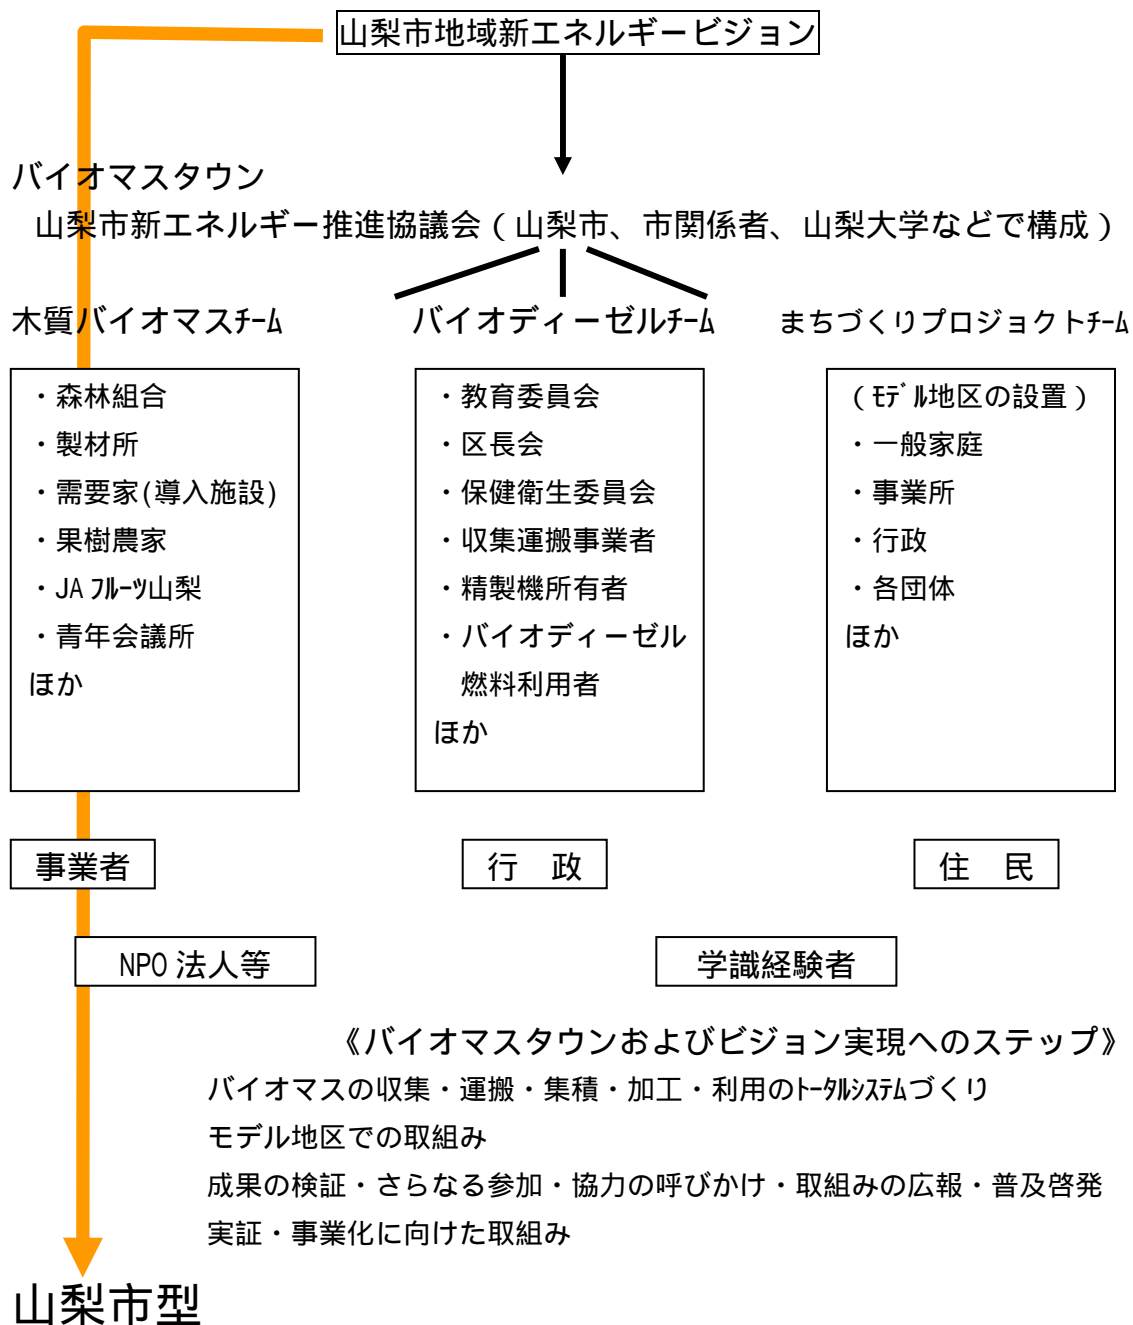 山梨市地域新エネルギービジョン
バイオマスタウン
山梨市新エネルギー推進協議会（山梨市、市関係者、山梨大学などで構成）
木質バイオマスﾁｰﾑ
・森林組合
・製材所
・需要家(導入施設)
・果樹農家
・JAﾌﾙｰﾂ山梨
・青年会議所
ほか
バイオディーゼルﾁｰﾑ
・教育委員会
・区長会
・保健衛生委員会
・収集運搬事業者
・精製機所有者
・バイオディーゼル
燃料利用者
ほか
まちづくりプロジェクトﾁｰﾑ
（ﾓﾃﾞﾙ地区の設置）
・一般家庭
・事業所
・行政
・各団体
ほか
事業者
行　政
住　民
NPO法人等
学識経験者
《バイオマスタウンおよびビジョン実現へのステップ》
バイオマスの収集・運搬・集積・加工・利用のﾄｰﾀﾙｼｽﾃﾑづくり
モデル地区での取組み
成果の検証・さらなる参加・協力の呼びかけ・取組みの広報・普及啓発
実証・事業化に向けた取組み
山梨市型